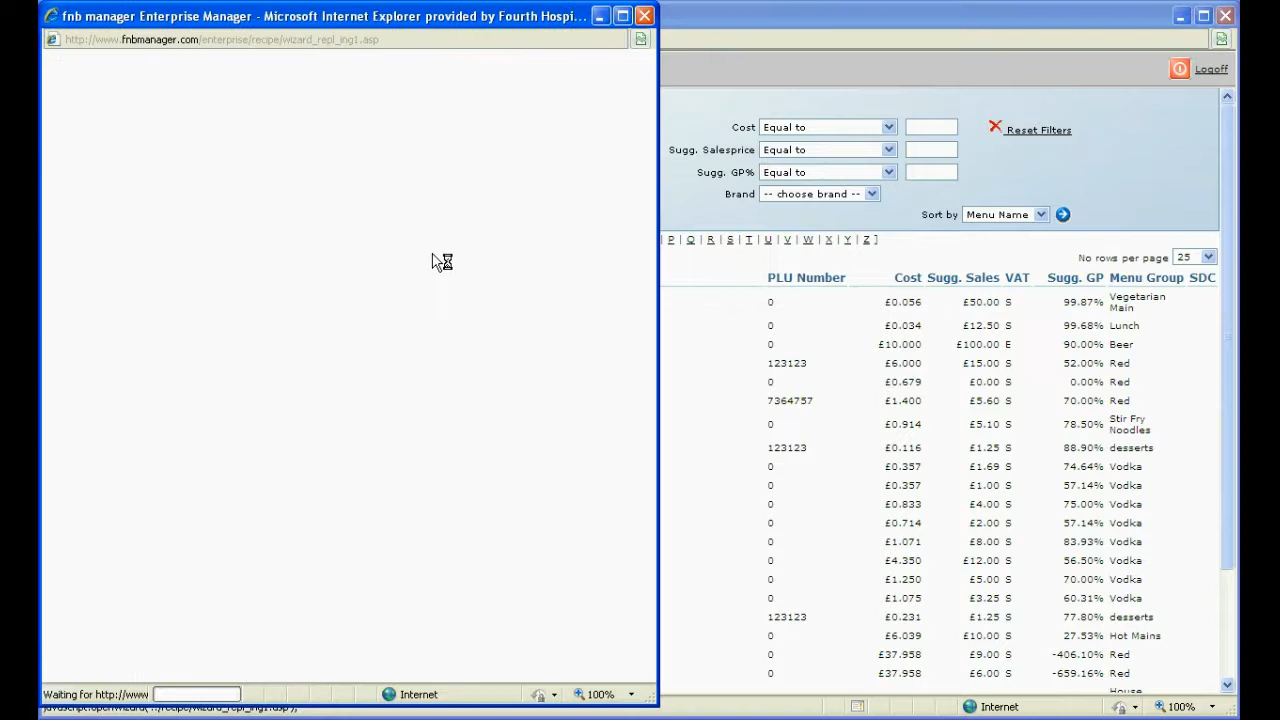 fnb manager Enterprise Manager - Microsoft Internet Explorer provided by Fourth Hospi...
http://www.fnbmanager.com/enterprise/recipe/wizard_repl_ing1.asp
Logoff
Cost Equal to Reset Filters
Sugg. Salesprice Equal to
Sugg. GP% Equal to
Brand -- choose brand --
Sort by Menu Name
| P | Q | R | S | T | U | V | W | X | Y | Z ]
No rows per page 25
PLU Number Cost Sugg. Sales VAT Sugg. GP Menu Group SDC
0 £0.056 £50.00 S 99.87% Vegetarian Main
0 £0.034 £12.50 S 99.68% Lunch
0 £10.000 £100.00 E 90.00% Beer
123123 £6.000 £15.00 S 52.00% Red
0 £0.679 £0.00 S 0.00% Red
7364757 £1.400 £5.60 S 70.00% Red
0 £0.914 £5.10 S 78.50% Stir Fry Noodles
123123 £0.116 £1.25 S 88.90% desserts
0 £0.357 £1.69 S 74.64% Vodka
0 £0.357 £1.00 S 57.14% Vodka
0 £0.833 £4.00 S 75.00% Vodka
0 £0.714 £2.00 S 57.14% Vodka
0 £1.071 £8.00 S 83.93% Vodka
0 £4.350 £12.00 S 56.50% Vodka
0 £1.250 £5.00 S 70.00% Vodka
0 £1.075 £3.25 S 60.31% Vodka
123123 £0.231 £1.25 S 77.80% desserts
0 £6.039 £10.00 S 27.53% Hot Mains
0 £37.958 £9.00 S -406.10% Red
0 £37.958 £6.00 S -659.16% Red
House
Waiting for http://www Internet 100%
javascript:openwizard('../recipe/wizard_repl_ing1.asp'); Internet 100%